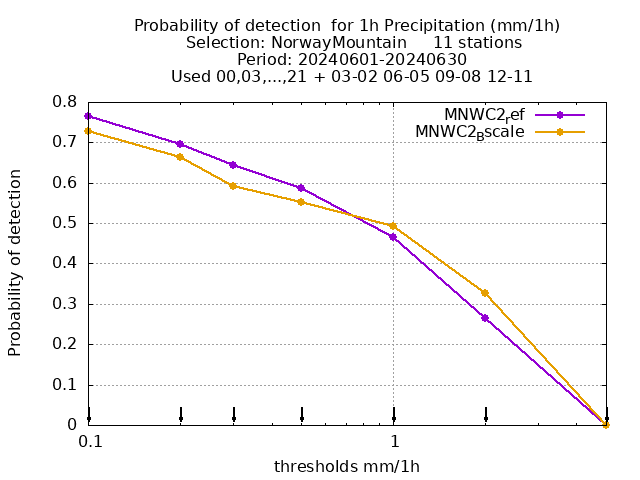 Probability of detection  for 1h Precipitation (mm/1h)
Selection: NorwayMountain     11 stations
Period: 20240601-20240630
Used 00,03,...,21 + 03-02 06-05 09-08 12-11
MNWC2ref
MNWC2Bscale
0.8
0.7
0.6
0.5
0.4
0.3
0.2
0.1
0
Probability of detection
0.1
1
thresholds mm/1h